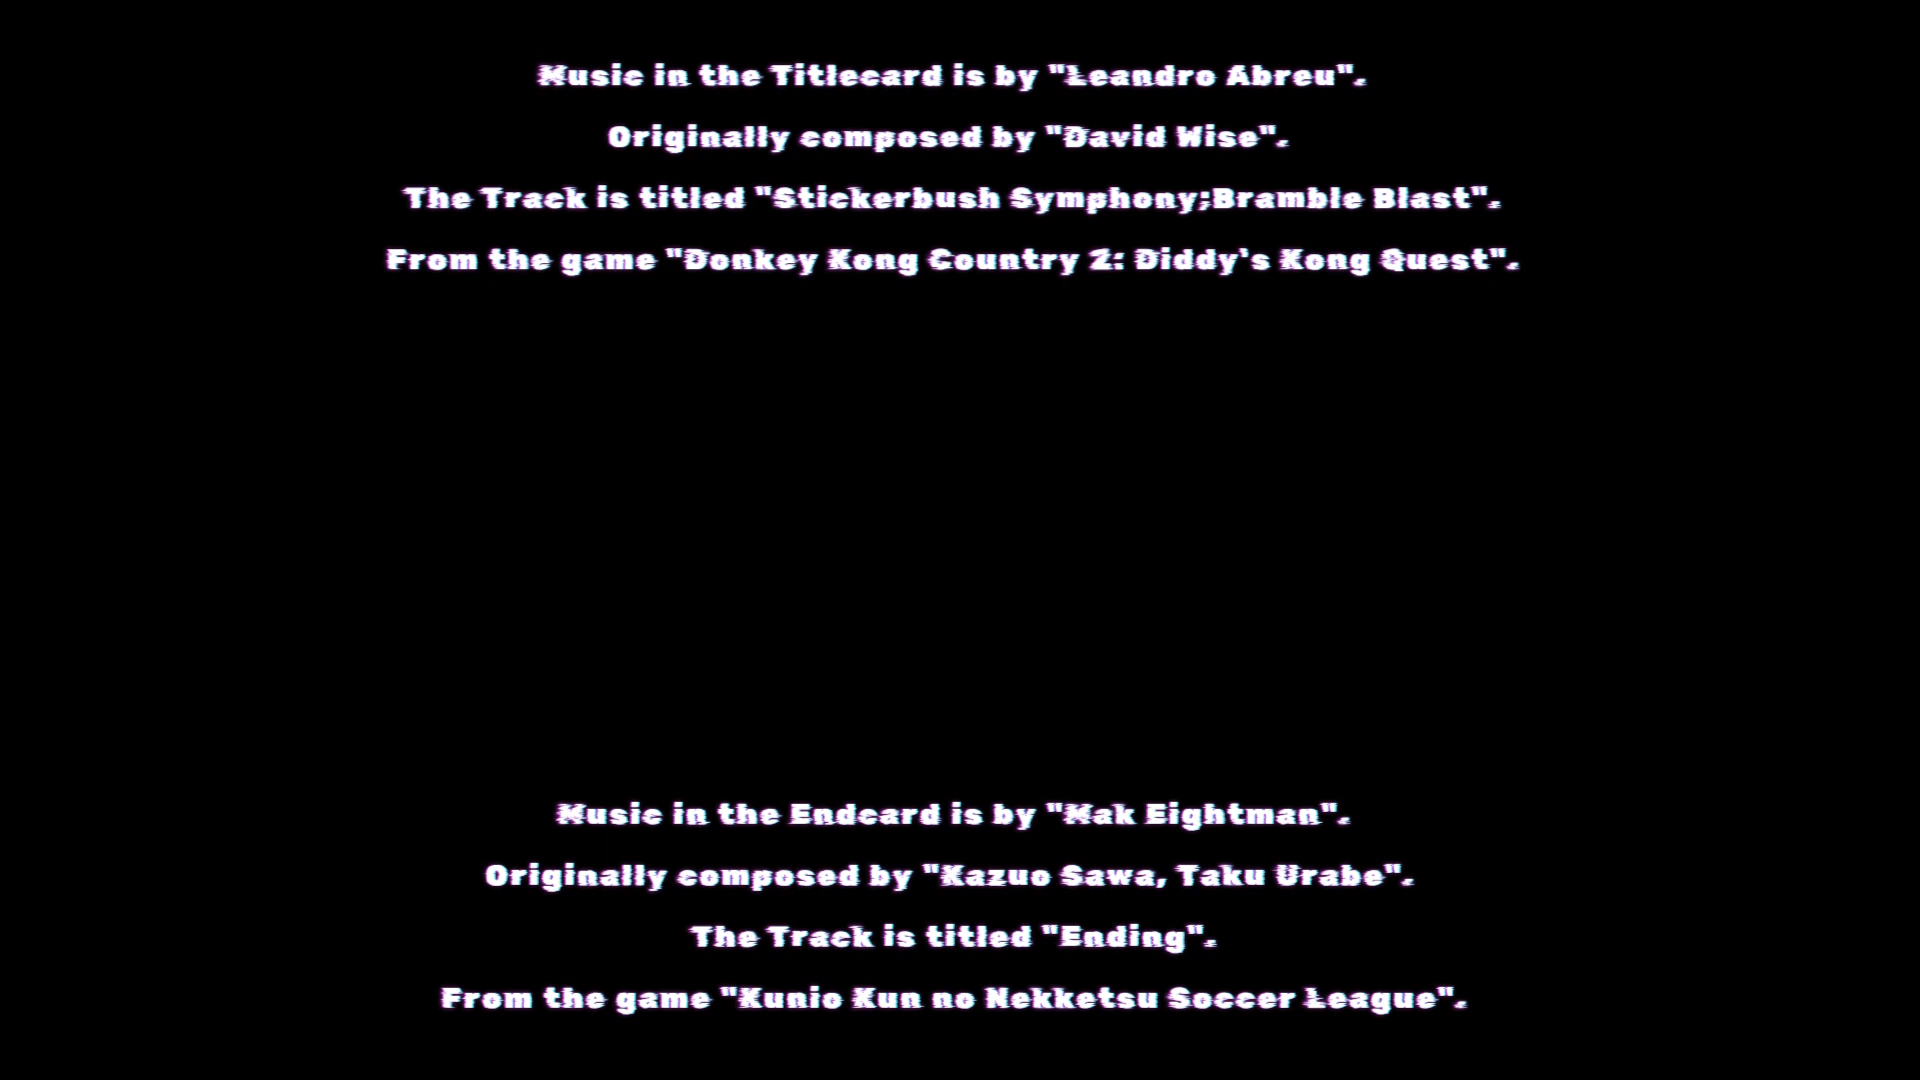 Music in the Titlecard is by "Leandro Abreu".
Originally composed by "David Wise".
The Track is titled "Stickerbush Symphony;Bramble Blast".
From the game "Donkey Kong Country 2: Diddy's Kong Quest".
Music in the Endcard is by "Mak Eightman".
Originally composed by "Kazuo Sawa, Taku Urabe".
The Track is titled "Ending".
From the game "Kunio Kun no Nekketsu Soccer League".